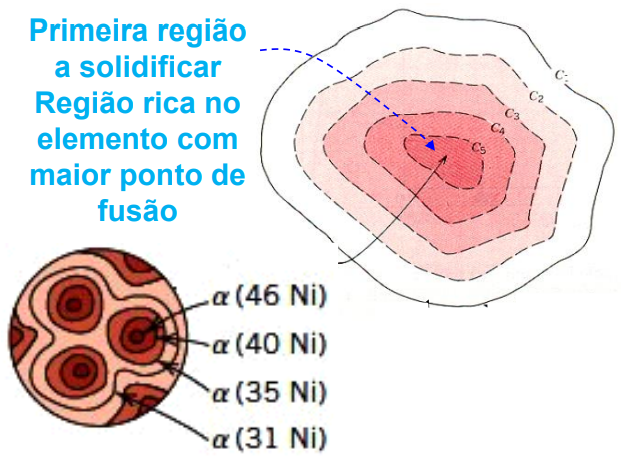 Primeira região
a solidificar
Região rica no
elemento com
maior ponto de
fusão
C₁
C₂
C₃
C₄
C₅
α (46 Ni)
α (40 Ni)
α (35 Ni)
α (31 Ni)